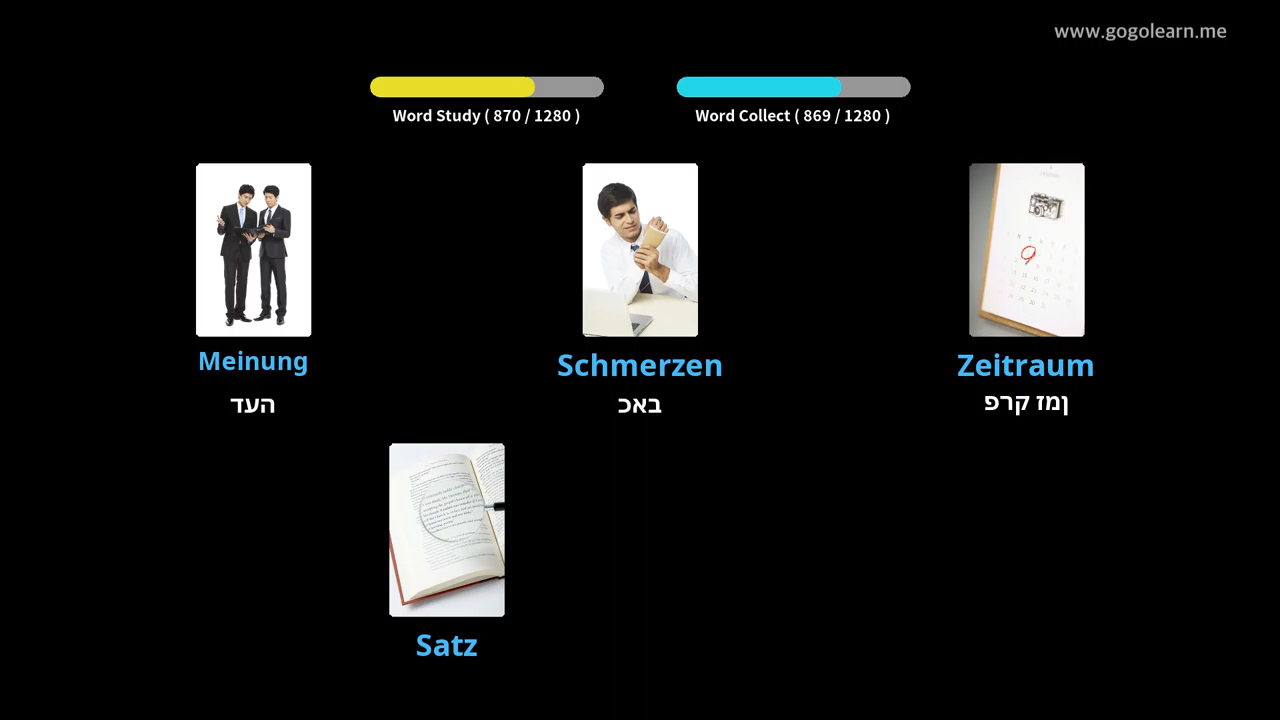 www.gogolearn.me
Word Study ( 870 / 1280 )
Word Collect ( 869 / 1280 )
Meinung
העד
Schmerzen
באכ
Zeitraum
ןמז קרפ
Satz